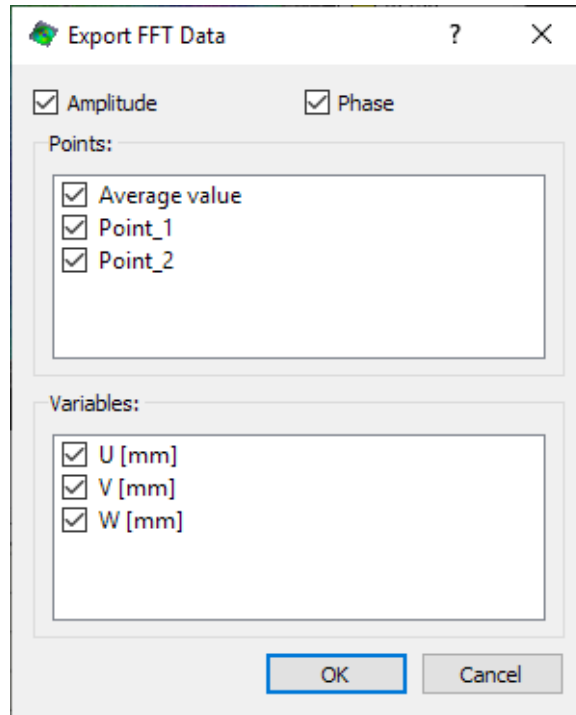 Export FFT Data
?
Amplitude
Phase
Points:
Average value
Point_1
Point_2
Variables:
U [mm]
V [mm]
W [mm]
OK
Cancel